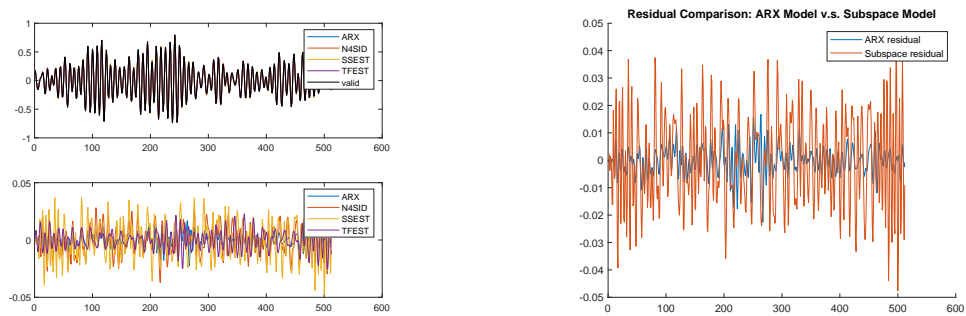 1
0.5
0
-0.5
-1
0 100 200 300 400 500 600
ARX
N4SID
SSEST
TFEST
valid
0.05
0
-0.05
0 100 200 300 400 500 600
ARX
N4SID
SSEST
TFEST
Residual Comparison: ARX Model v.s. Subspace Model
0.05
0.04
0.03
0.02
0.01
0
-0.01
-0.02
-0.03
-0.04
-0.05
0 100 200 300 400 500 600
ARX residual
Subspace residual